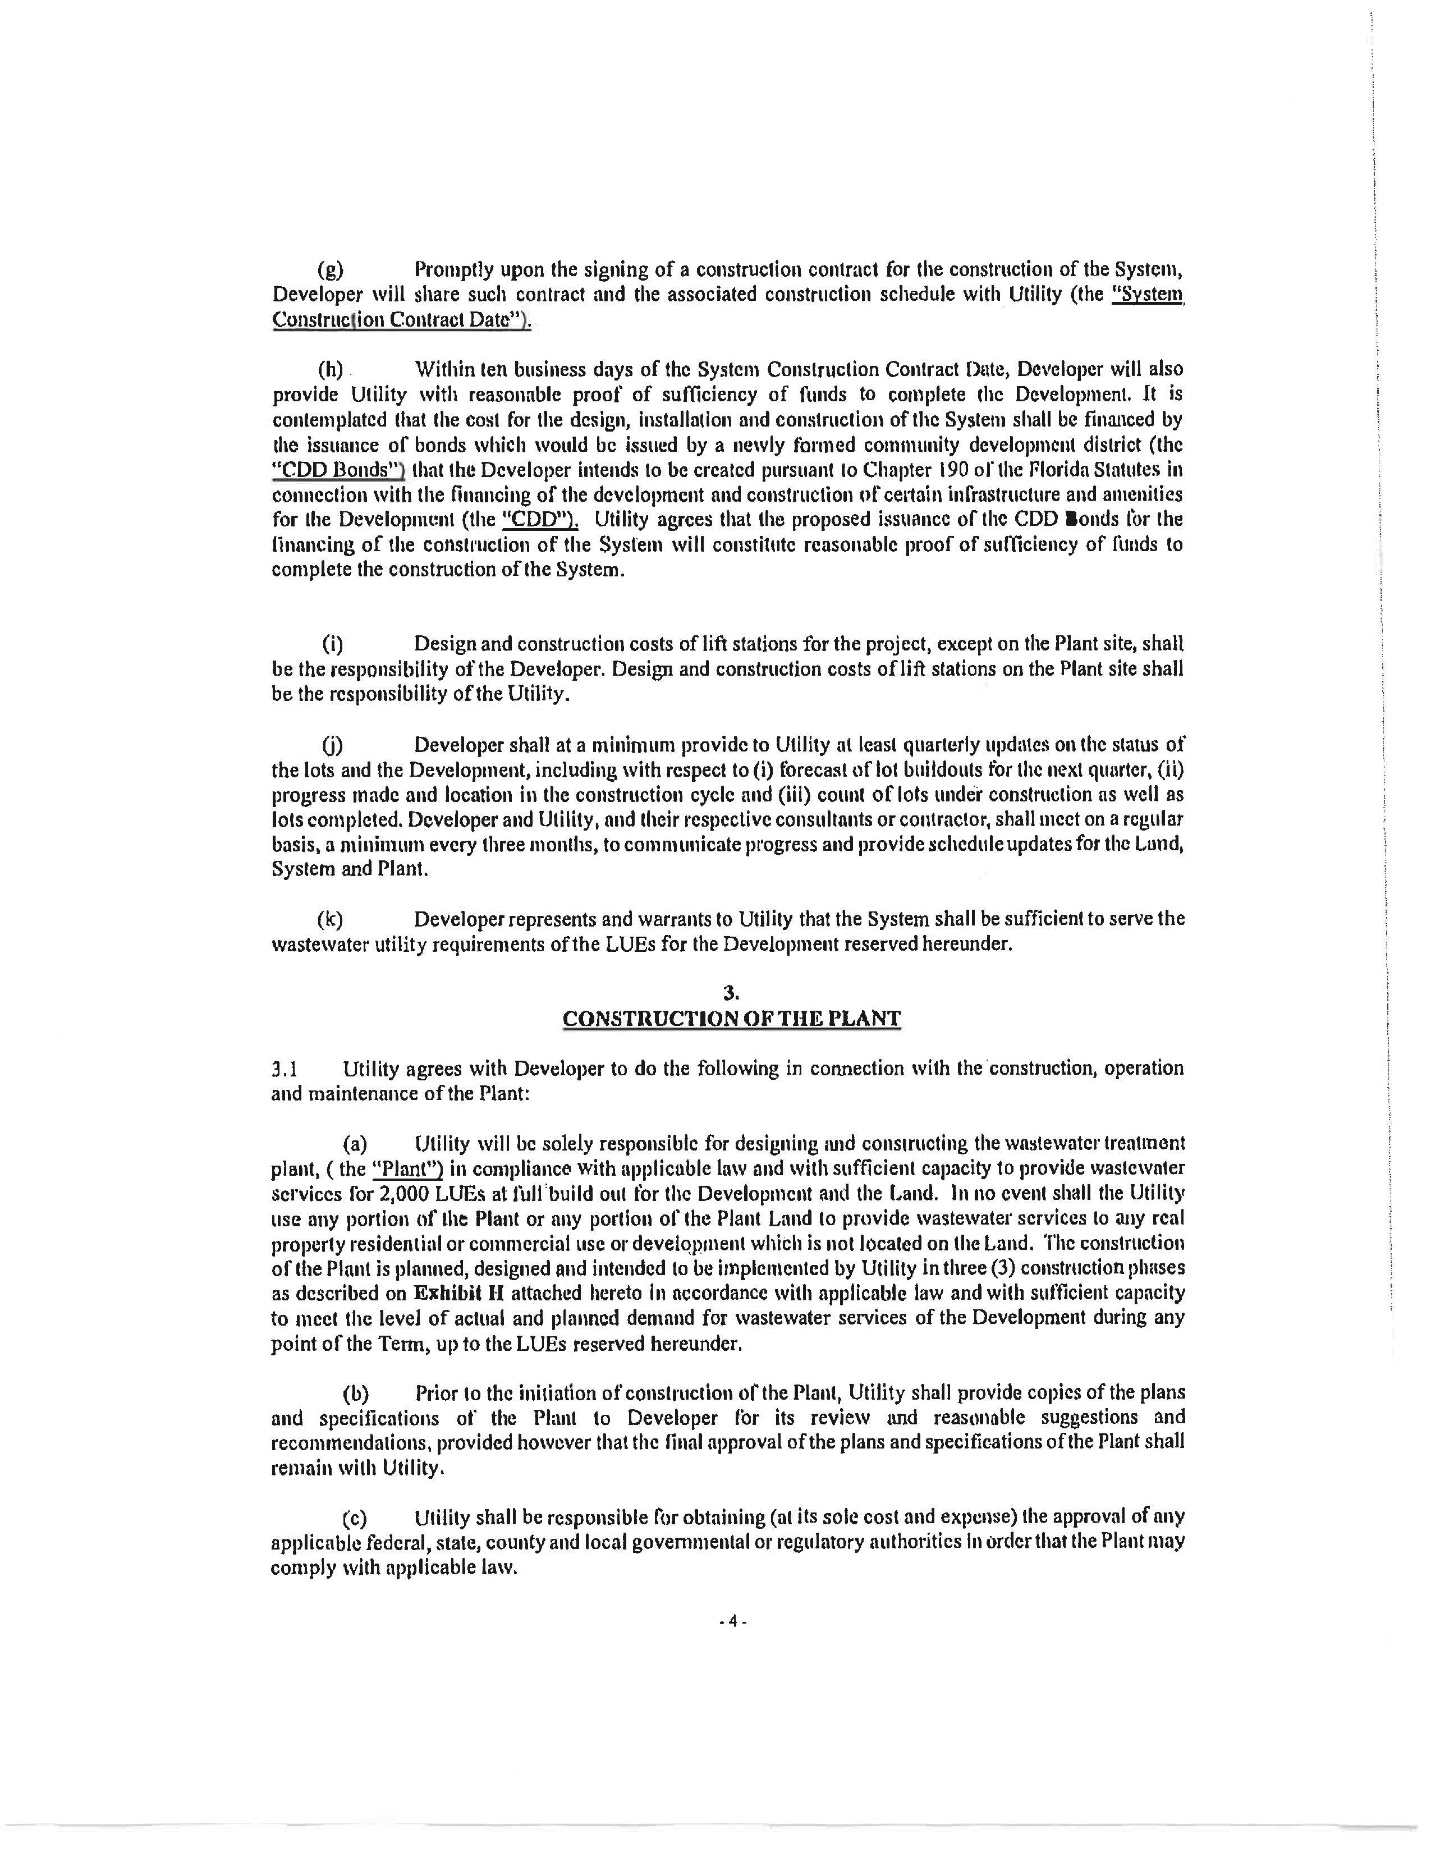 (g) Promptly upon the signing of a construction contract for the construction of the System,
Developer will share such contract and the associated construction schedule with Utility (the "System
Construction Contract Date").
(h) Within ten business days of the System Construction Contract Date, Developer will also
provide Utility with reasonable proof of sufficiency of funds to complete the Development. It is
contemplated that the cost for the design, installation and construction of the System shall be financed by
the issuance of bonds which would be issued by a newly formed community development district (the
"CDD Bonds") that the Developer intends to be created pursuant to Chapter 190 of the Florida Statutes in
connection with the financing of the development and construction of certain infrastructure and amenities
for the Development (the "CDD"). Utility agrees that the proposed issuance of the CDD Bonds for the
financing of the construction of the System will constitute reasonable proof of sufficiency of funds to
complete the construction of the System.
(i) Design and construction costs of lift stations for the project, except on the Plant site, shall
be the responsibility of the Developer. Design and construction costs of lift stations on the Plant site shall
be the responsibility of the Utility.
(j) Developer shall at a minimum provide to Utility at least quarterly updates on the status of
the lots and the Development, including with respect to (i) forecast of lot buildouts for the next quarter, (ii)
progress made and location in the construction cycle and (iii) count of lots under construction as well as
lots completed. Developer and Utility, and their respective consultants or contractor, shall meet on a regular
basis, a minimum every three months, to communicate progress and provide schedule updates for the Land,
System and Plant.
(k) Developer represents and warrants to Utility that the System shall be sufficient to serve the
wastewater utility requirements of the LUEs for the Development reserved hereunder.
3.
CONSTRUCTION OF THE PLANT
3.1 Utility agrees with Developer to do the following in connection with the construction, operation
and maintenance of the Plant:
(a) Utility will be solely responsible for designing and constructing the wastewater treatment
plant, ( the "Plant") in compliance with applicable law and with sufficient capacity to provide wastewater
services for 2,000 LUEs at full build out for the Development and the Land. In no event shall the Utility
use any portion of the Plant or any portion of the Plant Land to provide wastewater services to any real
property residential or commercial use or development which is not located on the Land. The construction
of the Plant is planned, designed and intended to be implemented by Utility in three (3) construction phases
as described on Exhibit H attached hereto in accordance with applicable law and with sufficient capacity
to meet the level of actual and planned demand for wastewater services of the Development during any
point of the Term, up to the LUEs reserved hereunder.
(b) Prior to the initiation of construction of the Plant, Utility shall provide copies of the plans
and specifications of the Plant to Developer for its review and reasonable suggestions and
recommendations, provided however that the final approval of the plans and specifications of the Plant shall
remain with Utility.
(c) Utility shall be responsible for obtaining (at its sole cost and expense) the approval of any
applicable federal, state, county and local governmental or regulatory authorities in order that the Plant may
comply with applicable law.
- 4 -